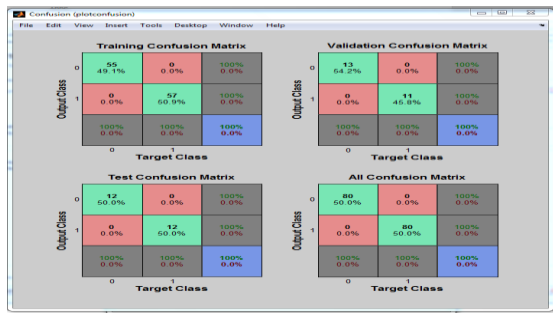 Confusion (plotconfusion)
File Edit View Insert Tools Desktop Window Help
Training Confusion Matrix
Output Class
0 55 0 100%
49.1% 0.0% 0.0%
1 0 57 100%
0.0% 50.9% 0.0%
100% 100% 100%
0.0% 0.0% 0.0%
0 1
Target Class
Validation Confusion Matrix
Output Class
0 13 0 100%
54.2% 0.0% 0.0%
1 0 11 100%
0.0% 45.8% 0.0%
100% 100% 100%
0.0% 0.0% 0.0%
0 1
Target Class
Test Confusion Matrix
Output Class
0 12 0 100%
50.0% 0.0% 0.0%
1 0 12 100%
0.0% 50.0% 0.0%
100% 100% 100%
0.0% 0.0% 0.0%
0 1
Target Class
All Confusion Matrix
Output Class
0 80 0 100%
50.0% 0.0% 0.0%
1 0 80 100%
0.0% 50.0% 0.0%
100% 100% 100%
0.0% 0.0% 0.0%
0 1
Target Class